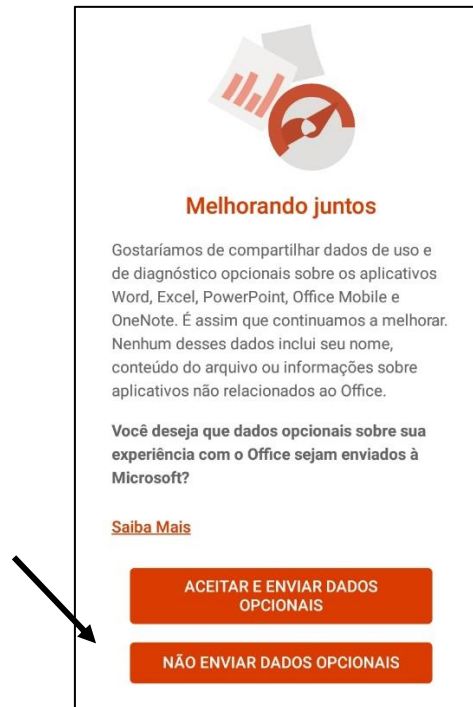 Melhorando juntos
Gostaríamos de compartilhar dados de uso e
de diagnóstico opcionais sobre os aplicativos
Word, Excel, PowerPoint, Office Mobile e
OneNote. É assim que continuamos a melhorar.
Nenhum desses dados inclui seu nome,
conteúdo do arquivo ou informações sobre
aplicativos não relacionados ao Office.
Você deseja que dados opcionais sobre sua
experiência com o Office sejam enviados à
Microsoft?
Saiba Mais
ACEITAR E ENVIAR DADOS
OPCIONAIS
NÃO ENVIAR DADOS OPCIONAIS